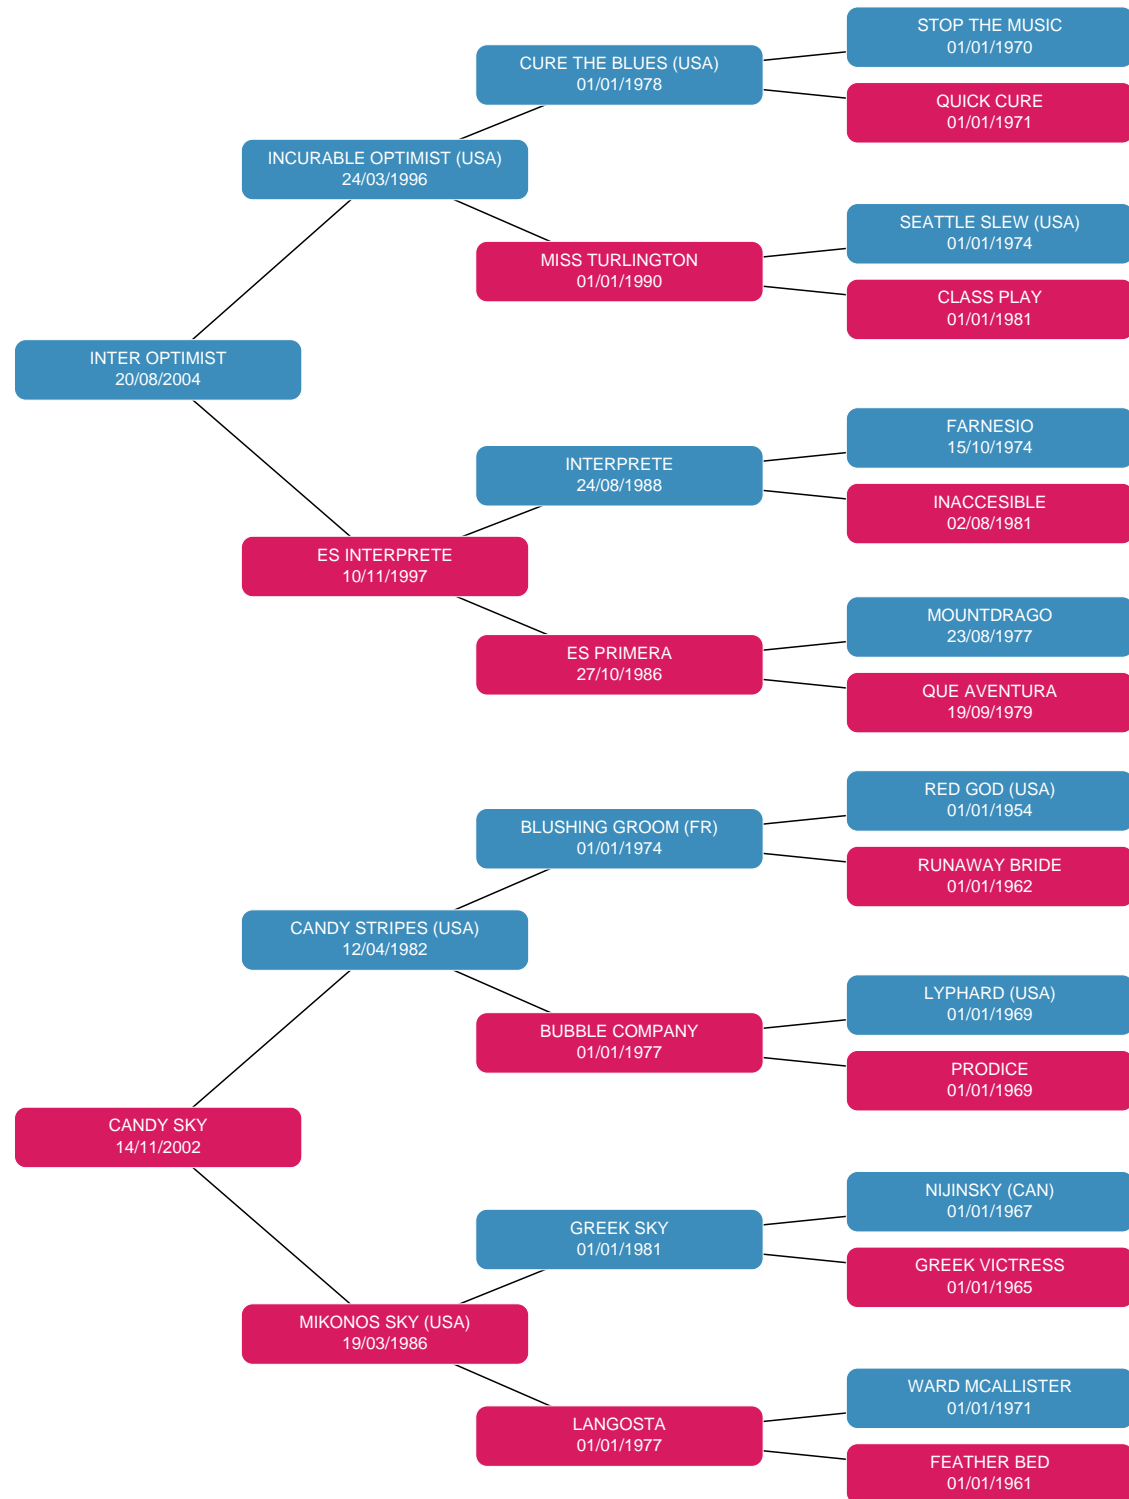 STOP THE MUSIC
01/01/1970
CURE THE BLUES (USA)
01/01/1978
QUICK CURE
01/01/1971
INCURABLE OPTIMIST (USA)
24/03/1996
SEATTLE SLEW (USA)
01/01/1974
MISS TURLINGTON
01/01/1990
CLASS PLAY
01/01/1981
INTER OPTIMIST
20/08/2004
FARNESIO
15/10/1974
INTERPRETE
24/08/1988
INACCESIBLE
02/08/1981
ES INTERPRETE
10/11/1997
MOUNTDRAGO
23/08/1977
ES PRIMERA
27/10/1986
QUE AVENTURA
19/09/1979
RED GOD (USA)
01/01/1954
BLUSHING GROOM (FR)
01/01/1974
RUNAWAY BRIDE
01/01/1962
CANDY STRIPES (USA)
12/04/1982
LYPHARD (USA)
01/01/1969
BUBBLE COMPANY
01/01/1977
PRODICE
01/01/1969
CANDY SKY
14/11/2002
NIJINSKY (CAN)
01/01/1967
GREEK SKY
01/01/1981
GREEK VICTRESS
01/01/1965
MIKONOS SKY (USA)
19/03/1986
WARD MCALLISTER
01/01/1971
LANGOSTA
01/01/1977
FEATHER BED
01/01/1961